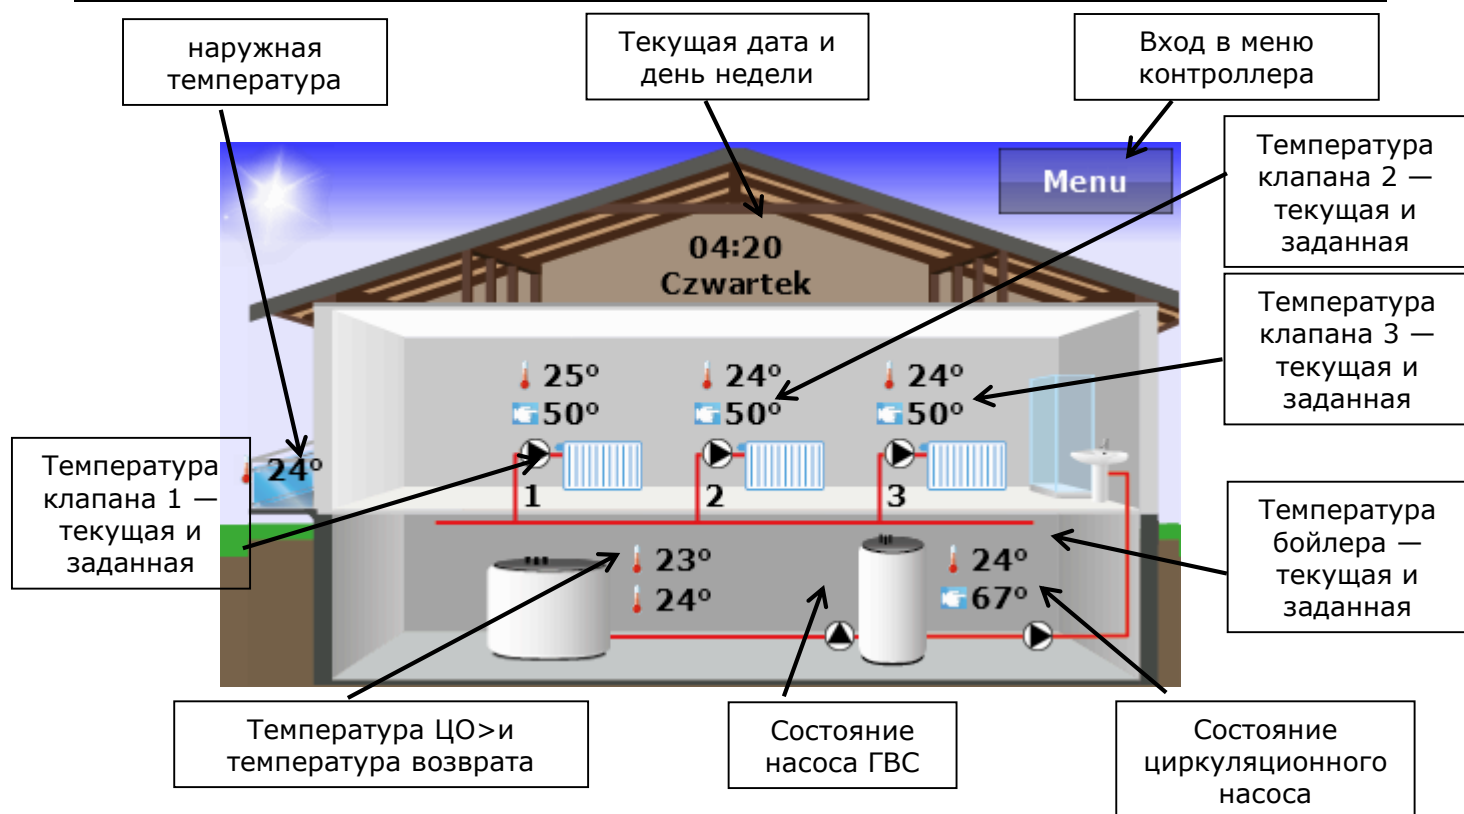 наружная
температура
Текущая дата и
день недели
Вход в меню
контроллера
Температура
клапана 2 —
текущая и
заданная
Menu
04:20
Czwartek
Температура
клапана 3 —
текущая и
заданная
25°
24°
24°
50°
50°
50°
Температура
клапана 1 —
текущая и
заданная
24°
1
2
3
Температура
бойлера —
текущая и
заданная
23°
24°
24°
67°
Температура ЦО>и
температура возврата
Состояние
насоса ГВС
Состояние
циркуляционного
насоса